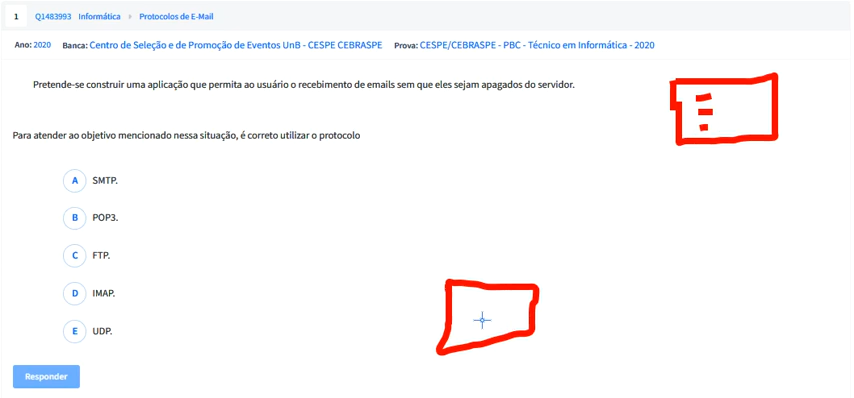 1 Q1483993 Informática › Protocolos de E-Mail
Ano: 2020 Banca: Centro de Seleção e de Promoção de Eventos UnB - CESPE CEBRASPE Prova: CESPE/CEBRASPE - PBC - Técnico em Informática - 2020
Pretende-se construir uma aplicação que permita ao usuário o recebimento de emails sem que eles sejam apagados do servidor.
Para atender ao objetivo mencionado nessa situação, é correto utilizar o protocolo
A SMTP.
B POP3.
C FTP.
D IMAP.
E UDP.
Responder